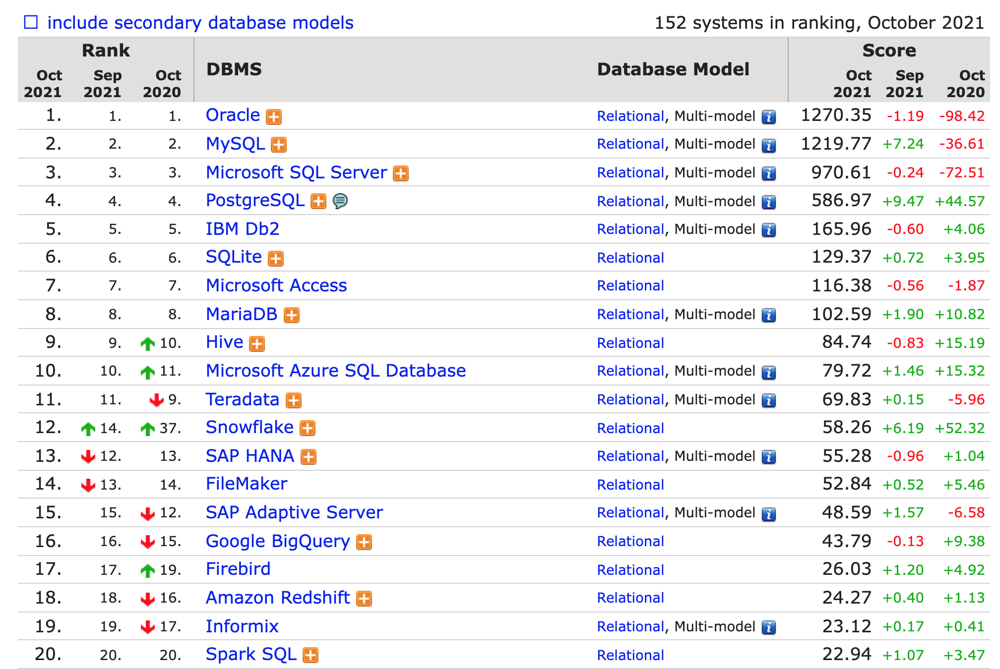 include secondary database models 152 systems in ranking, October 2021
Rank DBMS Database Model Score
Oct 2021 Sep 2021 Oct 2020 Oct 2021 Sep 2021 Oct 2020
1. 1. 1. Oracle Relational, Multi-model i 1270.35 -1.19 -98.42
2. 2. 2. MySQL Relational, Multi-model i 1219.77 +7.24 -36.61
3. 3. 3. Microsoft SQL Server Relational, Multi-model i 970.61 -0.24 -72.51
4. 4. 4. PostgreSQL Relational, Multi-model i 586.97 +9.47 +44.57
5. 5. 5. IBM Db2 Relational, Multi-model i 165.96 -0.60 +4.06
6. 6. 6. SQLite Relational 129.37 +0.72 +3.95
7. 7. 7. Microsoft Access Relational 116.38 -0.56 -1.87
8. 8. 8. MariaDB Relational, Multi-model i 102.59 +1.90 +10.82
9. 9. 10. Hive Relational 84.74 -0.83 +15.19
10. 10. 11. Microsoft Azure SQL Database Relational, Multi-model i 79.72 +1.46 +15.32
11. 11. 9. Teradata Relational, Multi-model i 69.83 +0.15 -5.96
12. 14. 37. Snowflake Relational 58.26 +6.19 +52.32
13. 12. 13. SAP HANA Relational, Multi-model i 55.28 -0.96 +1.04
14. 13. 14. FileMaker Relational 52.84 +0.52 +5.46
15. 15. 12. SAP Adaptive Server Relational, Multi-model i 48.59 +1.57 -6.58
16. 16. 15. Google BigQuery Relational 43.79 -0.13 +9.38
17. 17. 19. Firebird Relational 26.03 +1.20 +4.92
18. 18. 16. Amazon Redshift Relational 24.27 +0.40 +1.13
19. 19. 17. Informix Relational, Multi-model i 23.12 +0.17 +0.41
20. 20. 20. Spark SQL Relational 22.94 +1.07 +3.47